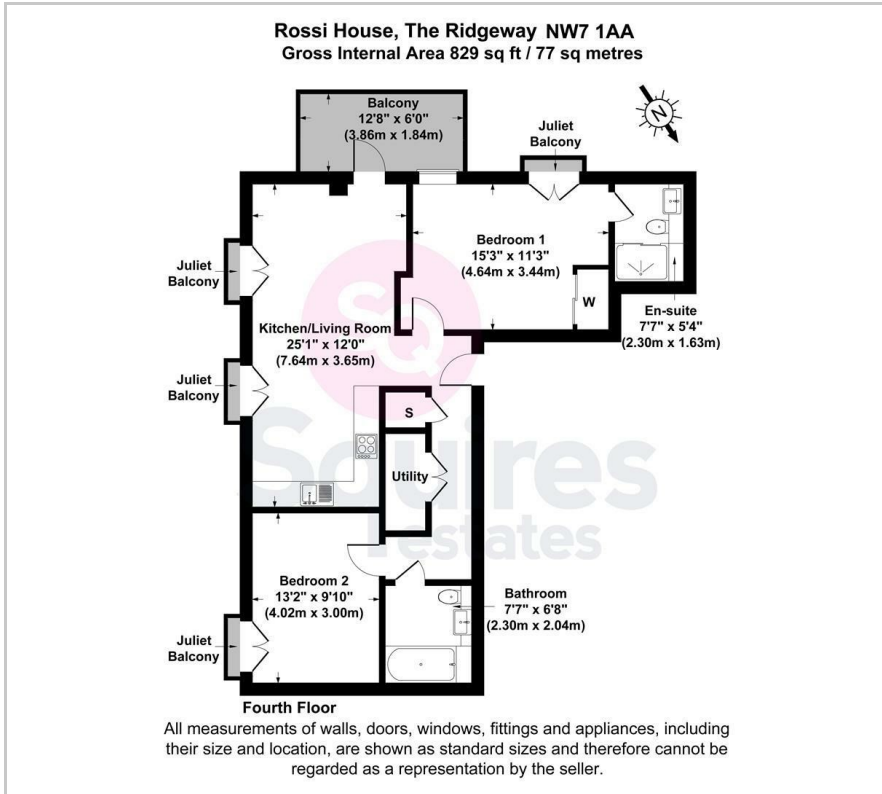 Rossi House, The Ridgeway NW7 1AA
Gross Internal Area 829 sq ft / 77 sq metres
Balcony
12'8" x 6'0"
(3.86m x 1.84m)
N
Juliet
Balcony
Bedroom 1
15'3" x 11'3"
(4.64m x 3.44m)
Juliet
Balcony
W
En-suite
7'7" x 5'4"
(2.30m x 1.63m)
Kitchen/Living Room
25'1" x 12'0"
(7.64m x 3.65m)
Juliet
Balcony
S
SQ
Squires
estates
Utility
Bedroom 2
13'2" x 9'10"
(4.02m x 3.00m)
Bathroom
7'7" x 6'8"
(2.30m x 2.04m)
Juliet
Balcony
Fourth Floor
All measurements of walls, doors, windows, fittings and appliances, including
their size and location, are shown as standard sizes and therefore cannot be
regarded as a representation by the seller.